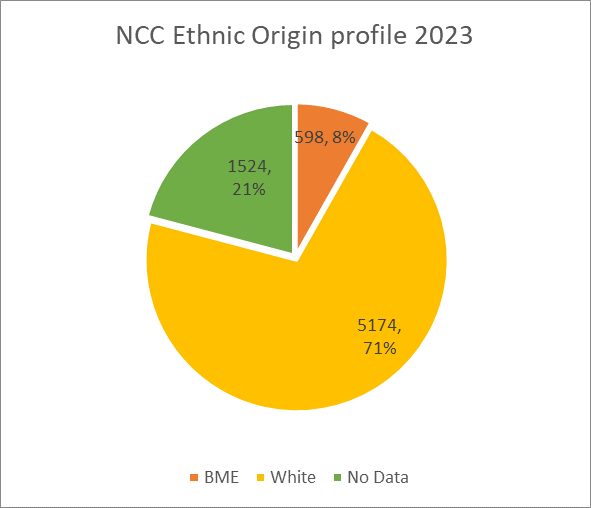 NCC Ethnic Origin profile 2023
598, 8%
1524,
21%
5174,
71%
BME White No Data